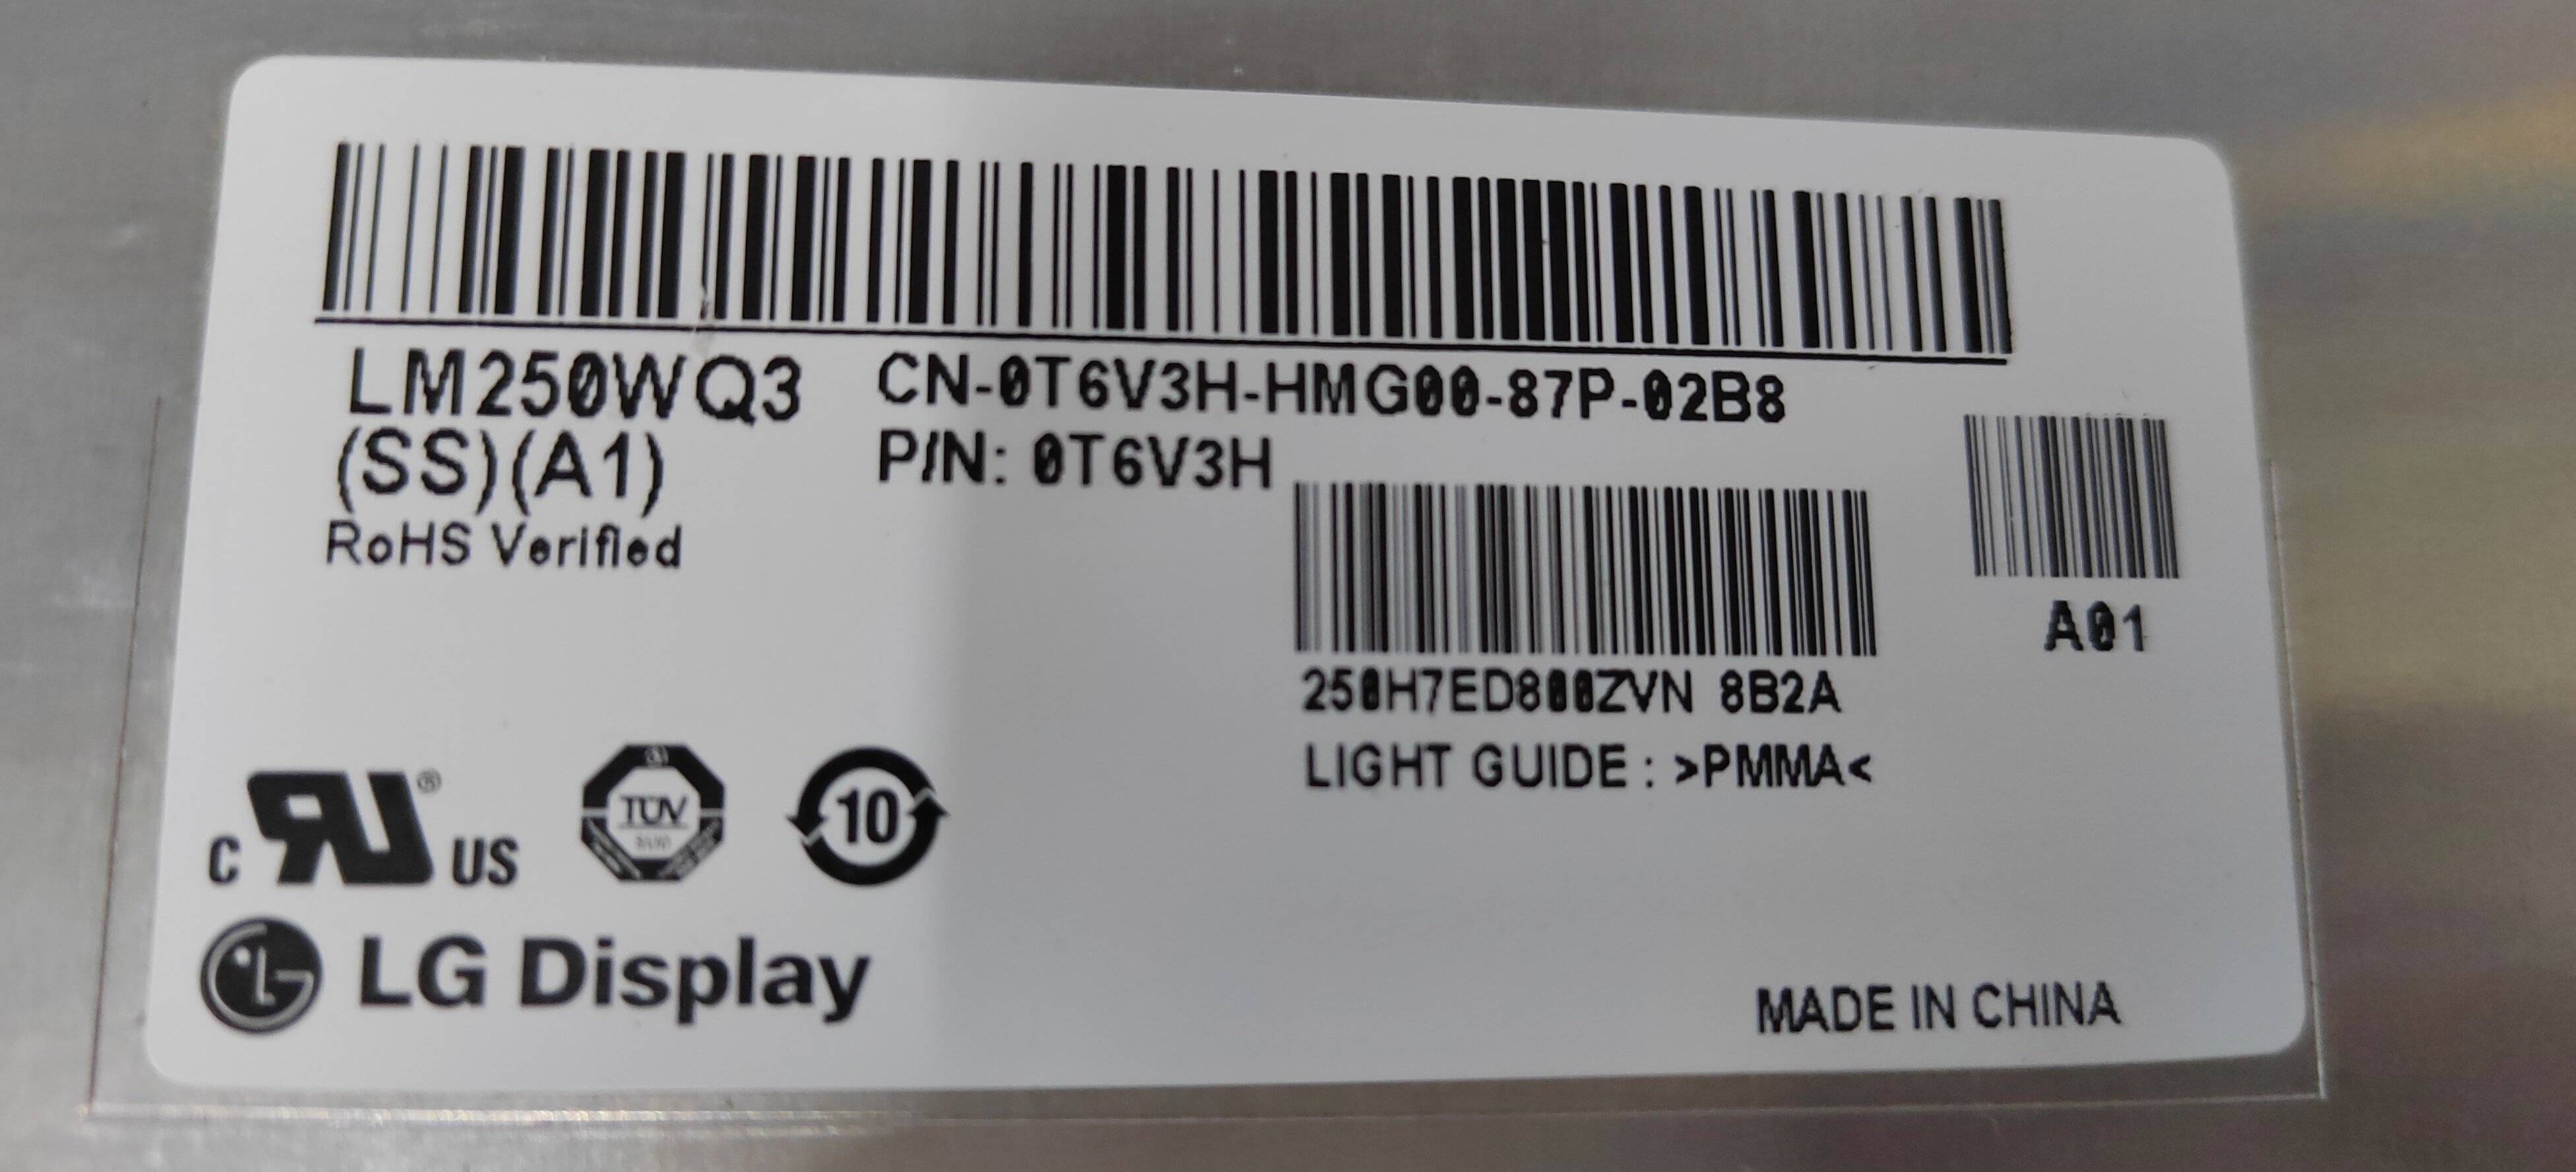 LM250WQ3 CN-0T6V3H-HMG00-87P-02B8
(SS)(A1) P/N: 0T6V3H
RoHS Verified
A01
250H7ED800ZVN 8B2A
LIGHT GUIDE : >PMMA<
C RU® US
TÜV
10
LG Display
MADE IN CHINA